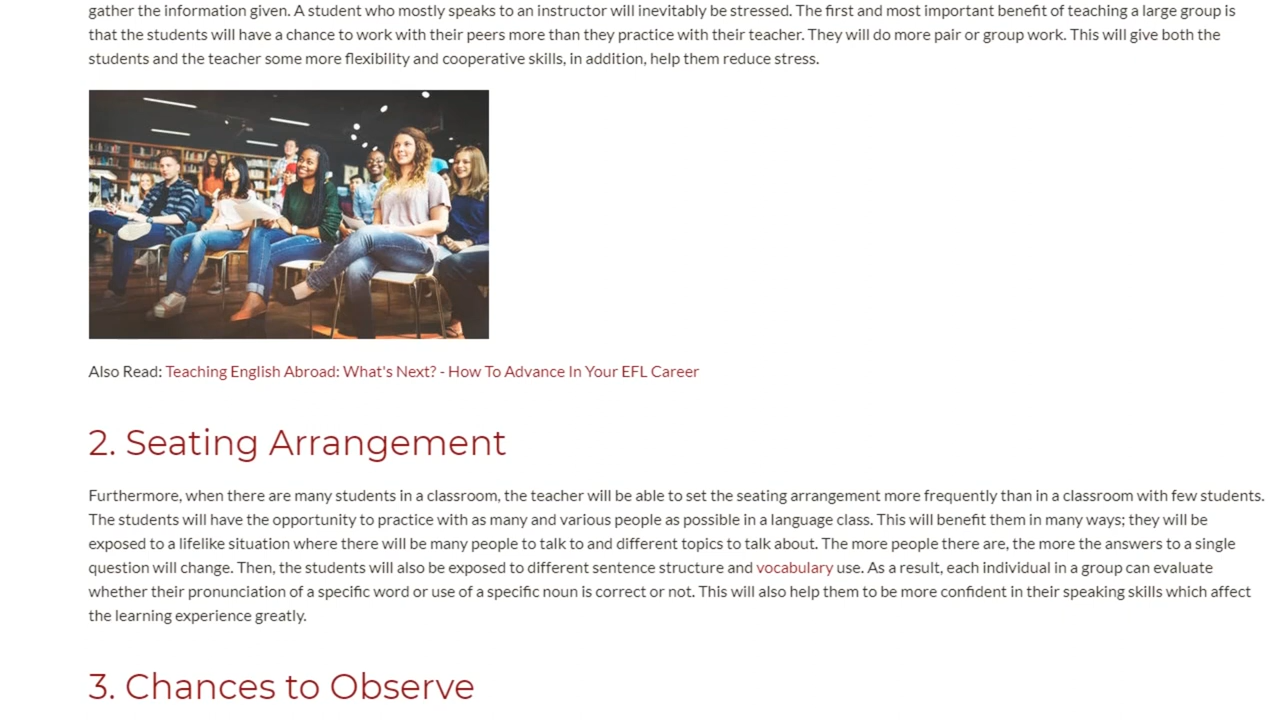 gather the information given. A student who mostly speaks to an instructor will inevitably be stressed. The first and most important benefit of teaching a large group is
that the students will have a chance to work with their peers more than they practice with their teacher. They will do more pair or group work. This will give both the
students and the teacher some more flexibility and cooperative skills, in addition, help them reduce stress.
Also Read: Teaching English Abroad: What's Next? - How To Advance In Your EFL Career
2. Seating Arrangement
Furthermore, when there are many students in a classroom, the teacher will be able to set the seating arrangement more frequently than in a classroom with few students.
The students will have the opportunity to practice with as many and various people as possible in a language class. This will benefit them in many ways; they will be
exposed to a lifelike situation where there will be many people to talk to and different topics to talk about. The more people there are, the more the answers to a single
question will change. Then, the students will also be exposed to different sentence structure and vocabulary use. As a result, each individual in a group can evaluate
whether their pronunciation of a specific word or use of a specific noun is correct or not. This will also help them to be more confident in their speaking skills which affect
the learning experience greatly.
3. Chances to Observe